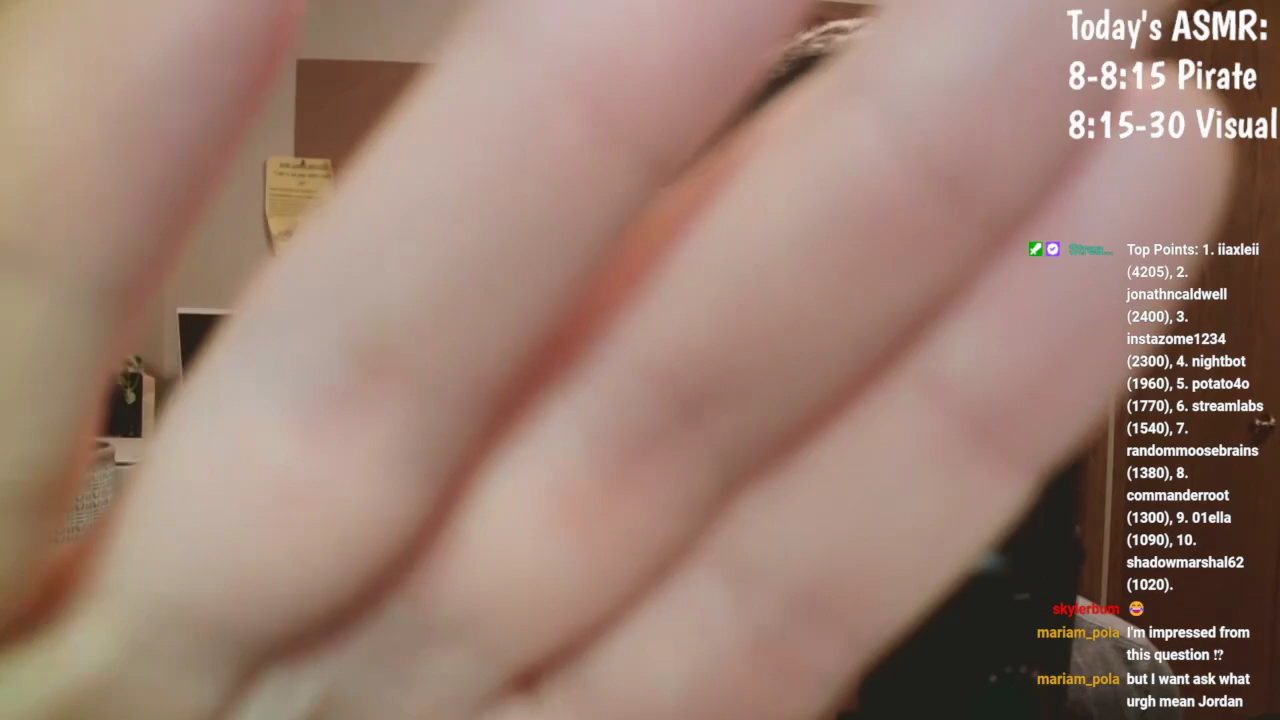 Today's ASMR:
8-8:15 Pirate
8:15-30 Visual
Strea... Top Points: 1. iiaxleii
(4205), 2.
jonathncaldwell
(2400), 3.
instazome1234
(2300), 4. nightbot
(1960), 5. potato4o
(1770), 6. streamlabs
(1540), 7.
randommoosebrains
(1380), 8.
commanderroot
(1300), 9. 01ella
(1090), 10.
shadowmarshal62
(1020).
skylerbum 😂
mariam_pola I'm impressed from
this question ⁉
mariam_pola but I want ask what
urgh mean Jordan